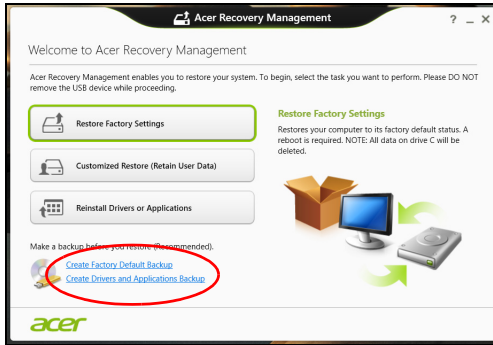 Acer Recovery Management
? _ X
Welcome to Acer Recovery Management
Acer Recovery Management enables you to restore your system. To begin, select the task you want to perform. Please DO NOT
remove the USB device while proceeding.
Restore Factory Settings
Customized Restore (Retain User Data)
Reinstall Drivers or Applications
Restore Factory Settings
Restores your computer to its factory default status. A
reboot is required. NOTE: All data on drive C will be
deleted.
Make a backup before you restore (Recommended).
Create Factory Default Backup
Create Drivers and Applications Backup
acer